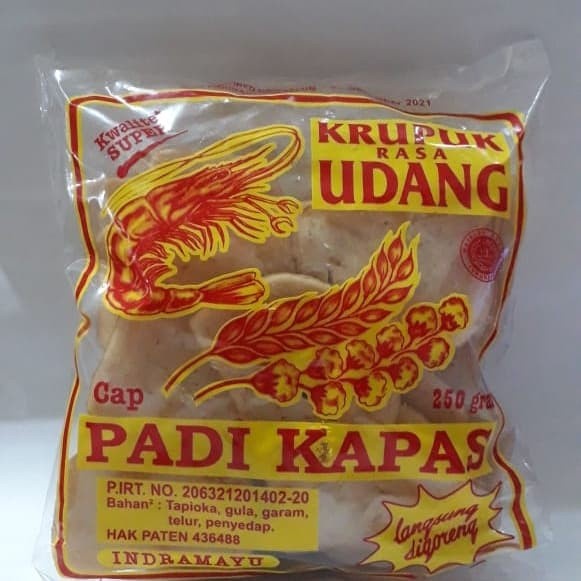 2021
Kwalitet
SUPER
KRUPUK
RASA
UDANG
Cap
250 gram
PADI KAPAS
P.IRT. NO. 206321201402-20
Bahan² : Tapioka, gula, garam,
telur, penyedap.
HAK PATEN 436488
INDRAMAYU
langsung
digoreng